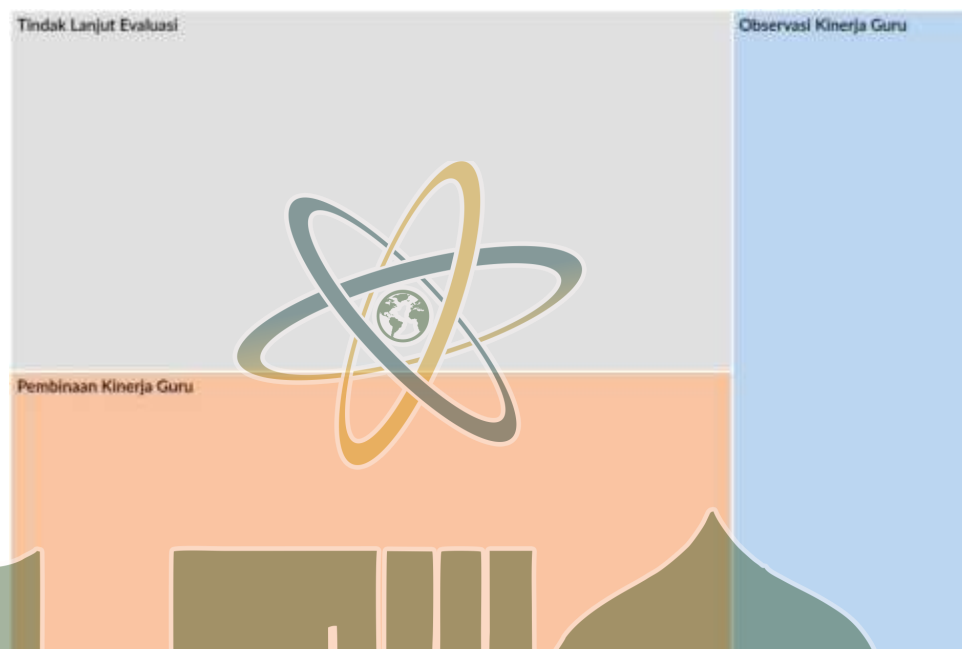 Tindak Lanjut Evaluasi
Observasi Kinerja Guru
Pembinaan Kinerja Guru